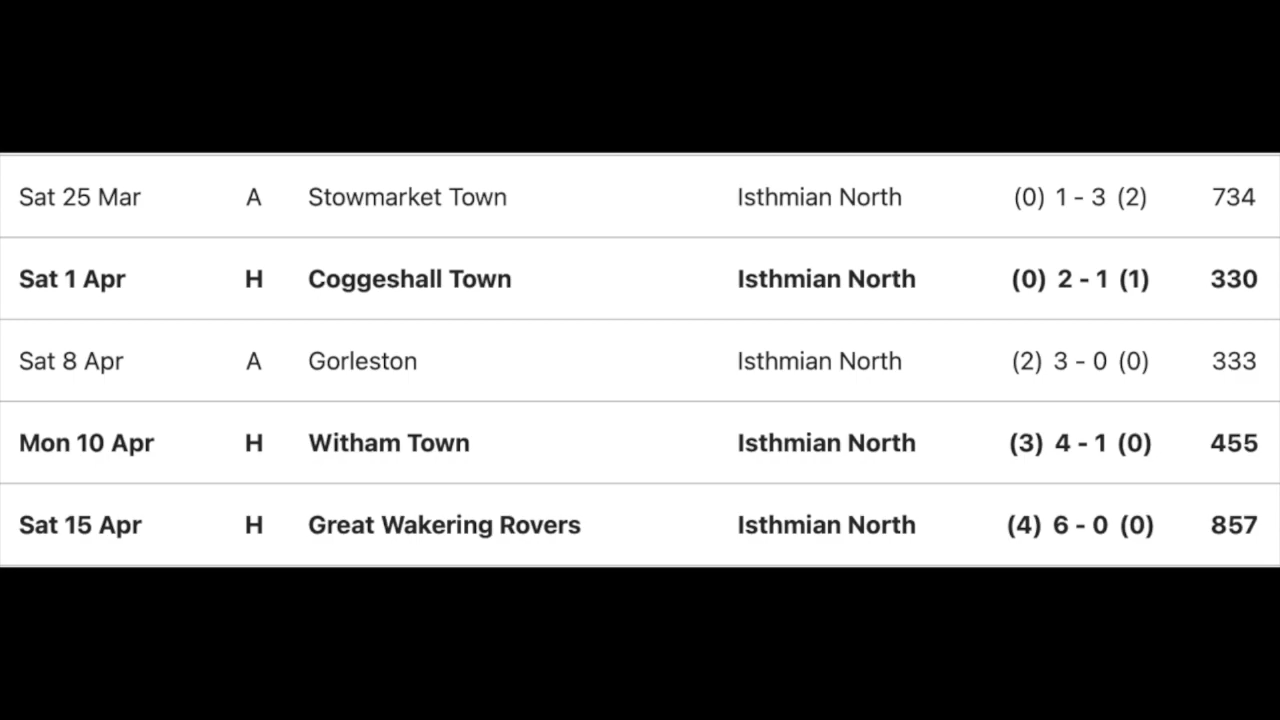 Sat 25 Mar A Stowmarket Town Isthmian North (0) 1 - 3 (2) 734
Sat 1 Apr H Coggeshall Town Isthmian North (0) 2 - 1 (1) 330
Sat 8 Apr A Gorleston Isthmian North (2) 3 - 0 (0) 333
Mon 10 Apr H Witham Town Isthmian North (3) 4 - 1 (0) 455
Sat 15 Apr H Great Wakering Rovers Isthmian North (4) 6 - 0 (0) 857